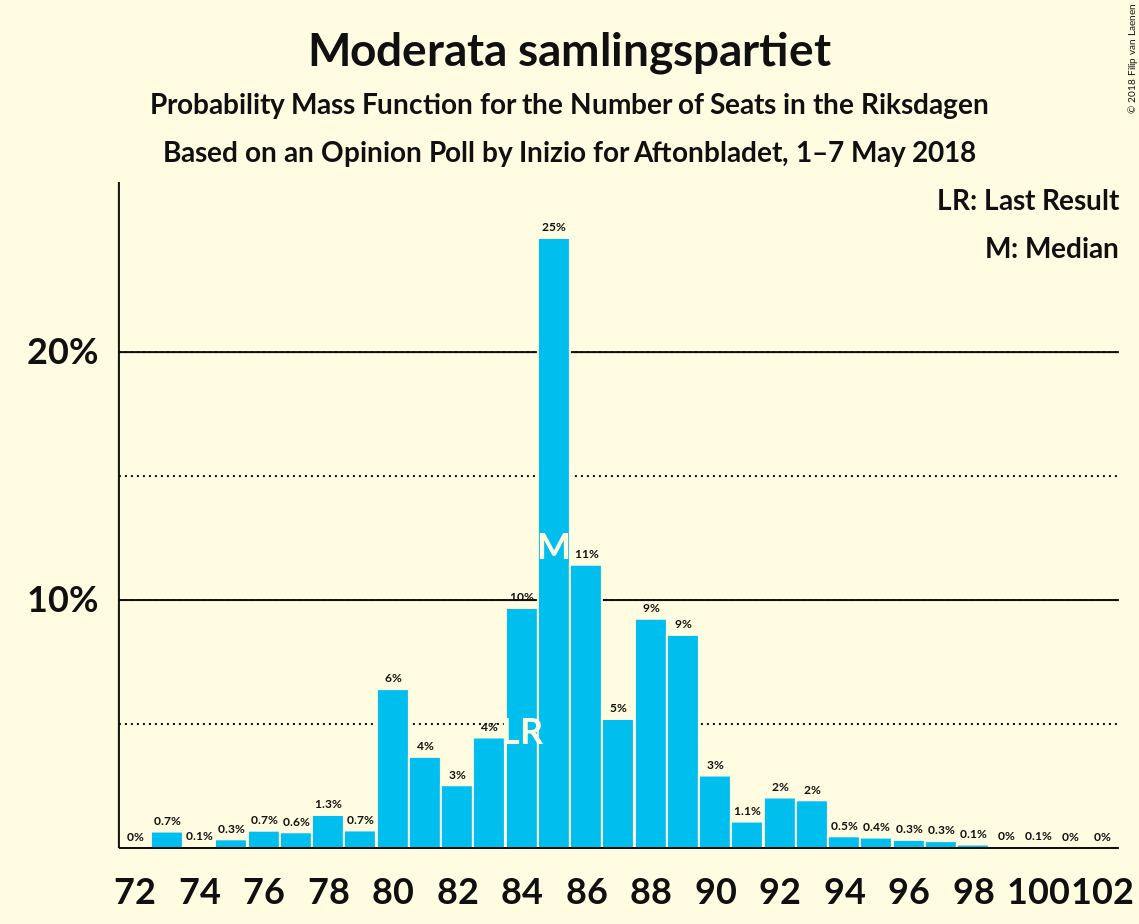 Moderata samlingspartiet
Probability Mass Function for the Number of Seats in the Riksdagen
Based on an Opinion Poll by Inizio for Aftonbladet, 1–7 May 2018
© 2018 Filip van Laenen
LR: Last Result
M: Median
20%
10%
0% 0.7% 0.1% 0.3% 0.7% 0.6% 1.3% 0.7% 6% 4% 3% 4% 10% 25% 11% 5% 9% 9% 3% 1.1% 2% 2% 0.5% 0.4% 0.3% 0.3% 0.1% 0% 0.1% 0% 0%
M
LR
72 74 76 78 80 82 84 86 88 90 92 94 96 98 100 102